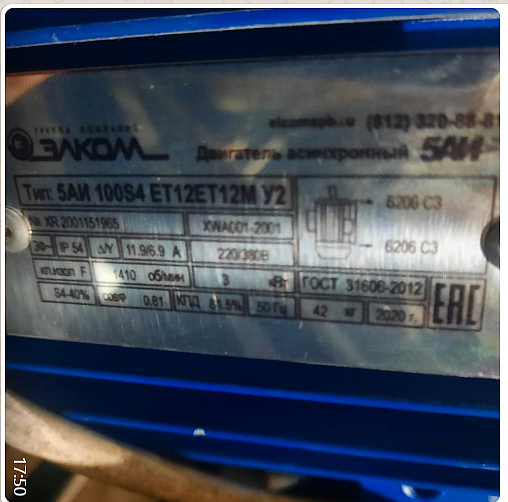 ГРУППА КОМПАНИЙ
ЭЛКОМ
elcomspb.ru (812) 320-88-81
Двигатель асинхронный 5АИ
Тип: 5АИ 100S4 ET12ET12M У2
№ XR 2001151965 XWA001-2001
3~ IP 54 Δ/Y 11.9/6.9 А 220/380В
кл.изол F 1410 об/мин 3 кВт ГОСТ 31606-2012
S4-40% cosφ 0.81 КПД 81.5% 50 Гц 42 кг 2020 г.
6206 C3
6206 C3
EAC
17:50